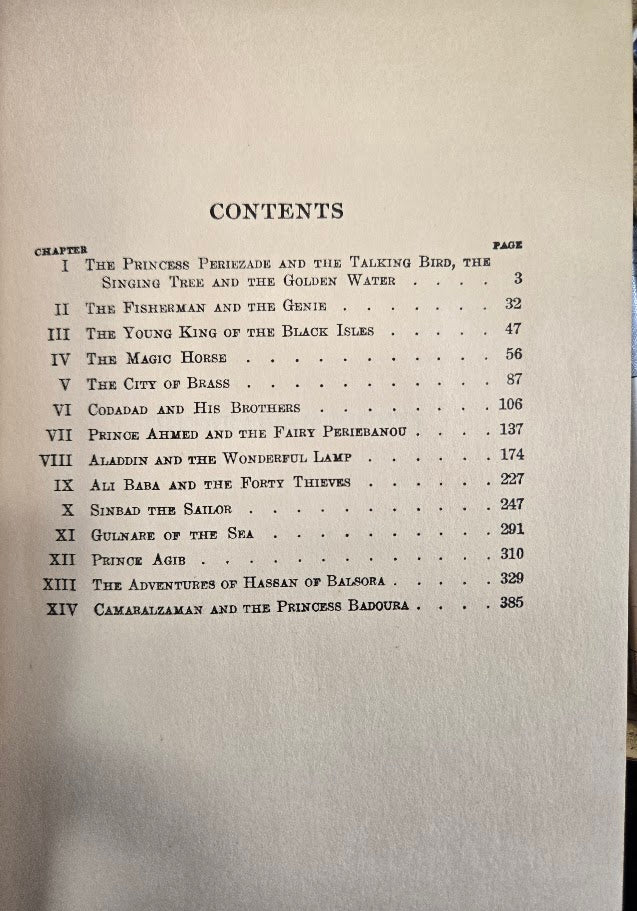 CONTENTS
CHAPTER PAGE
I THE PRINCESS PERIEZADE AND THE TALKING BIRD, THE
SINGING TREE AND THE GOLDEN WATER . . . . 3
II THE FISHERMAN AND THE GENIE . . . . . . . 32
III THE YOUNG KING OF THE BLACK ISLES . . . . . 47
IV THE MAGIC HORSE . . . . . . . . . . . 56
V THE CITY OF BRASS . . . . . . . . . . . 87
VI CODADAD AND HIS BROTHERS . . . . . . . . 106
VII PRINCE AHMED AND THE FAIRY PERIEBANOU . . . . 137
VIII ALADDIN AND THE WONDERFUL LAMP . . . . . . 174
IX ALI BABA AND THE FORTY THIEVES . . . . . . 227
X SINBAD THE SAILOR . . . . . . . . . . . 247
XI GULNARE OF THE SEA . . . . . . . . . . 291
XII PRINCE AGIB . . . . . . . . . . . . 310
XIII THE ADVENTURES OF HASSAN OF BALSORA . . . . . 329
XIV CAMARALZAMAN AND THE PRINCESS BADOURA . . . . 385